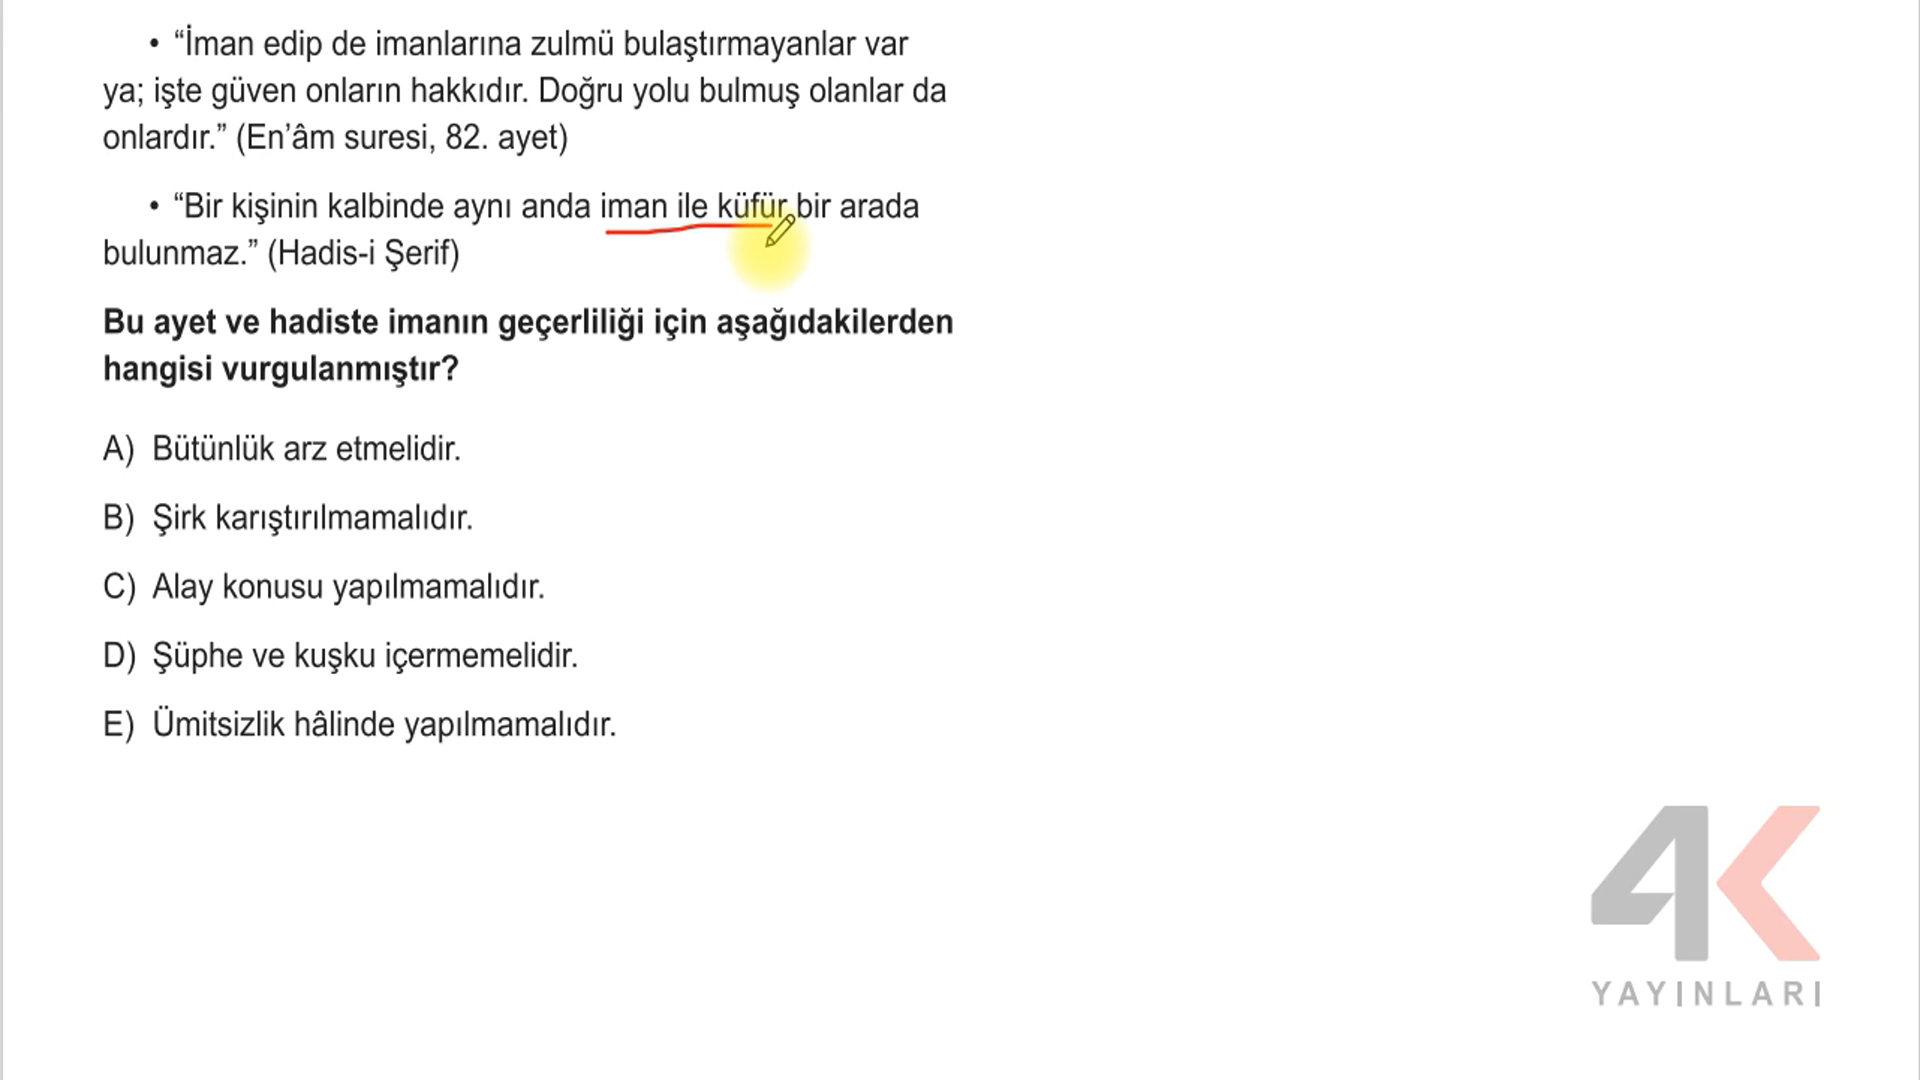 • “İman edip de imanlarına zulmü bulaştırmayanlar var
ya; işte güven onların hakkıdır. Doğru yolu bulmuş olanlar da
onlardır.” (En’âm suresi, 82. ayet)
• “Bir kişinin kalbinde aynı anda iman ile küfür bir arada
bulunmaz.” (Hadis-i Şerif)
Bu ayet ve hadiste imanın geçerliliği için aşağıdakilerden
hangisi vurgulanmıştır?
A) Bütünlük arz etmelidir.
B) Şirk karıştırılmamalıdır.
C) Alay konusu yapılmamalıdır.
D) Şüphe ve kuşku içermemelidir.
E) Ümitsizlik hâlinde yapılmamalıdır.
4K
YAYINLARI